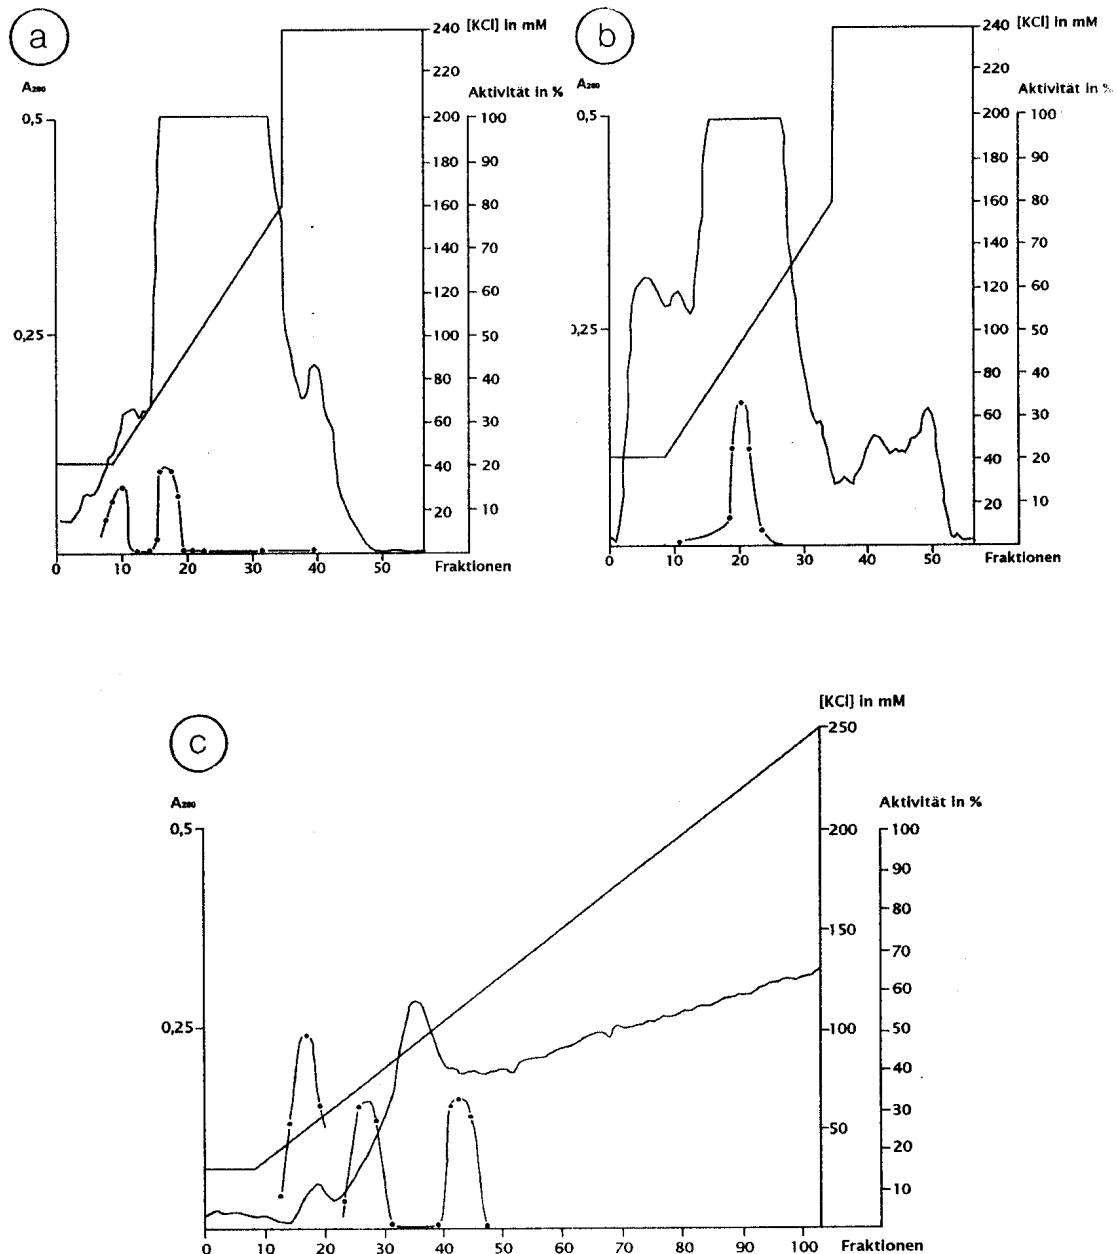 a
240 [KCl] in mM
220
A₂₈₀
Aktivität in %
0,5
200 100
180 90
160 80
140 70
120 60
0,25
100 50
80 40
60 30
40 20
20 10
0 10 20 30 40 50 Fraktionen
b
240 [KCl] in mM
220
A₂₈₀
Aktivität in %
0,5
200 100
180 90
160 80
140 70
120 60
0,25
100 50
80 40
60 30
40 20
20 10
0 10 20 30 40 50 Fraktionen
c
[KCl] in mM
250
A₂₈₀
Aktivität in %
0,5
200 100
90
80
150 70
60
0,25
100 50
40
30
50 20
10
0 10 20 30 40 50 60 70 80 90 100 Fraktionen